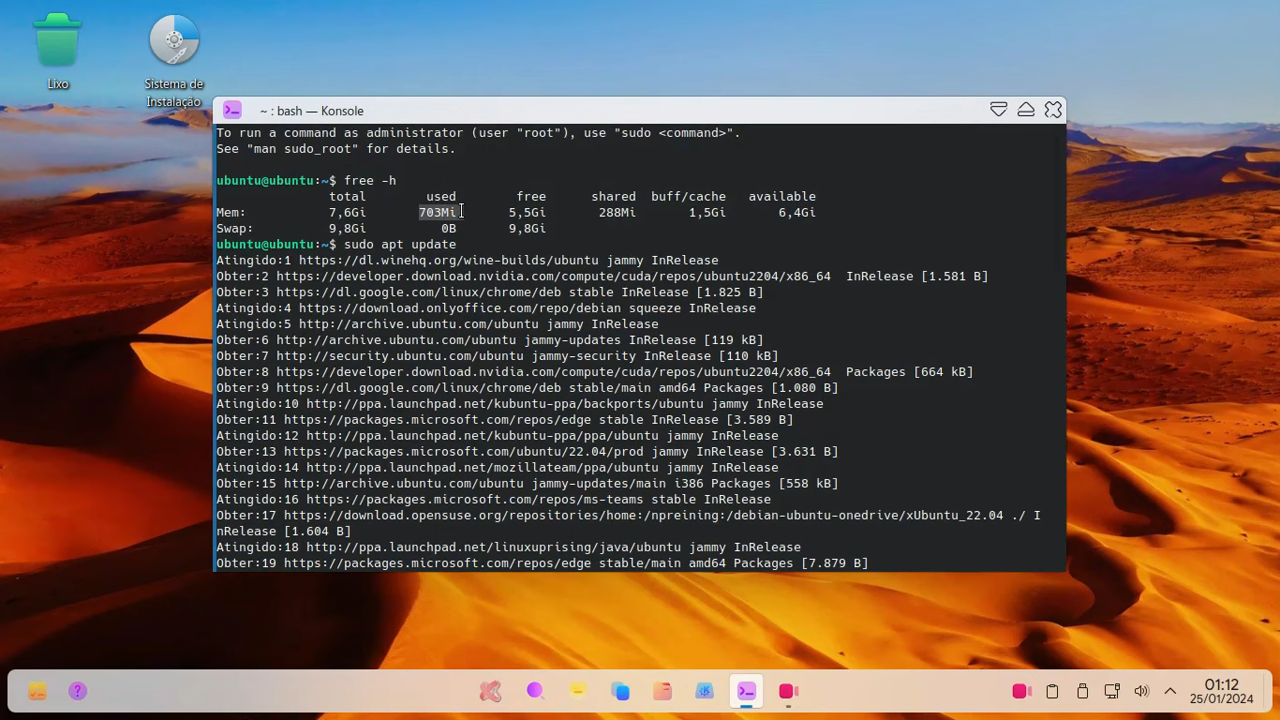 Lixo
Sistema de
Instalação
~ : bash — Konsole
To run a command as administrator (user "root"), use "sudo <command>".
See "man sudo_root" for details.
ubuntu@ubuntu:~$ free -h
total used free shared buff/cache available
Mem: 7,6Gi 703Mi 5,5Gi 288Mi 1,5Gi 6,4Gi
Swap: 9,8Gi 0B 9,8Gi
ubuntu@ubuntu:~$ sudo apt update
Atingido:1 https://dl.winehq.org/wine-builds/ubuntu jammy InRelease
Obter:2 https://developer.download.nvidia.com/compute/cuda/repos/ubuntu2204/x86_64  InRelease [1.581 B]
Obter:3 https://dl.google.com/linux/chrome/deb stable InRelease [1.825 B]
Atingido:4 https://download.onlyoffice.com/repo/debian squeeze InRelease
Atingido:5 http://archive.ubuntu.com/ubuntu jammy InRelease
Obter:6 http://archive.ubuntu.com/ubuntu jammy-updates InRelease [119 kB]
Obter:7 http://security.ubuntu.com/ubuntu jammy-security InRelease [110 kB]
Obter:8 https://developer.download.nvidia.com/compute/cuda/repos/ubuntu2204/x86_64  Packages [664 kB]
Obter:9 https://dl.google.com/linux/chrome/deb stable/main amd64 Packages [1.080 B]
Atingido:10 http://ppa.launchpad.net/kubuntu-ppa/backports/ubuntu jammy InRelease
Obter:11 https://packages.microsoft.com/repos/edge stable InRelease [3.589 B]
Atingido:12 http://ppa.launchpad.net/kubuntu-ppa/ppa/ubuntu jammy InRelease
Obter:13 https://packages.microsoft.com/ubuntu/22.04/prod jammy InRelease [3.631 B]
Atingido:14 http://ppa.launchpad.net/mozillateam/ppa/ubuntu jammy InRelease
Obter:15 http://archive.ubuntu.com/ubuntu jammy-updates/main i386 Packages [558 kB]
Atingido:16 https://packages.microsoft.com/repos/ms-teams stable InRelease
Obter:17 https://download.opensuse.org/repositories/home:/npreining:/debian-ubuntu-onedrive/xUbuntu_22.04 ./ I
nRelease [1.604 B]
Atingido:18 http://ppa.launchpad.net/linuxuprising/java/ubuntu jammy InRelease
Obter:19 https://packages.microsoft.com/repos/edge stable/main amd64 Packages [7.879 B]
01:12
25/01/2024